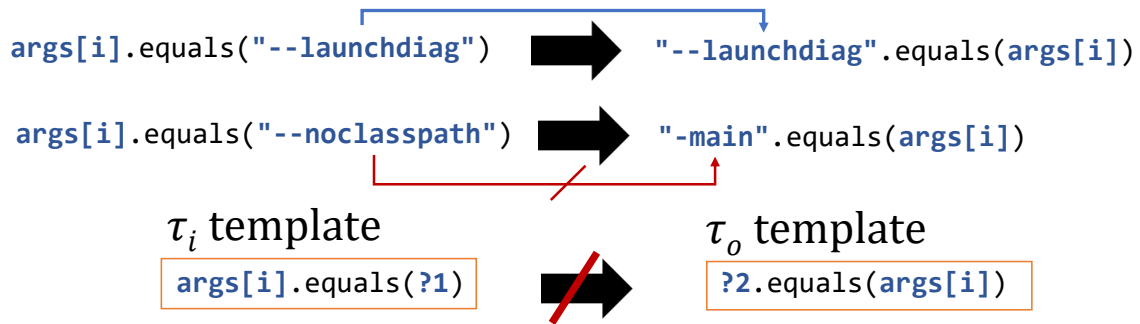 args[i].equals("--launchdiag") "--launchdiag".equals(args[i])
args[i].equals("--noclasspath") "-main".equals(args[i])
τi template τo template
args[i].equals(?1) ?2.equals(args[i])